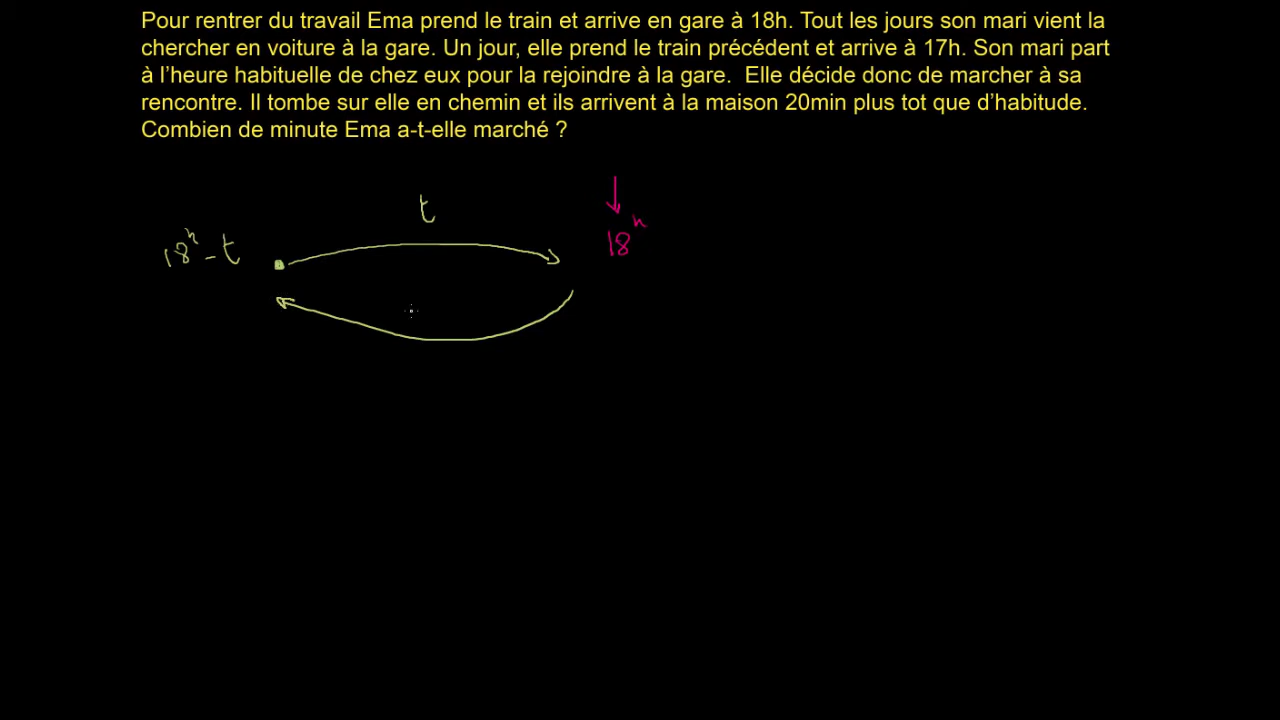 Pour rentrer du travail Ema prend le train et arrive en gare à 18h. Tout les jours son mari vient la
chercher en voiture à la gare. Un jour, elle prend le train précédent et arrive à 17h. Son mari part
à l’heure habituelle de chez eux pour la rejoindre à la gare.  Elle décide donc de marcher à sa
rencontre. Il tombe sur elle en chemin et ils arrivent à la maison 20min plus tot que d’habitude.
Combien de minute Ema a-t-elle marché ?
t
18h
18h - t